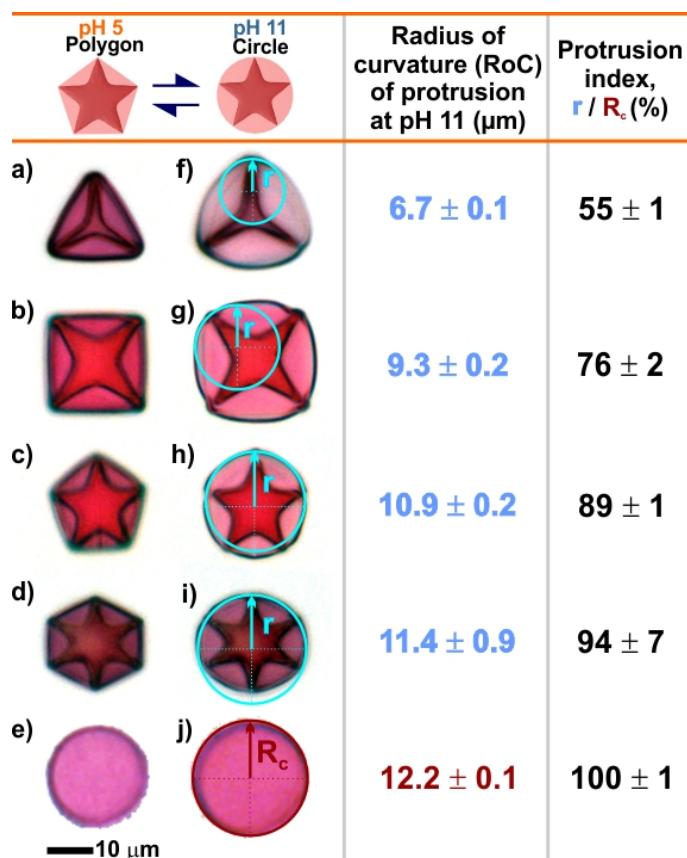 pH 5
Polygon
pH 11
Circle
Radius of
curvature (RoC)
of protrusion
at pH 11 (µm)
Protrusion
index,
r / Rc (%)
a)
f)
r
6.7 ± 0.1
55 ± 1
b)
g)
r
9.3 ± 0.2
76 ± 2
c)
h)
r
10.9 ± 0.2
89 ± 1
d)
i)
r
11.4 ± 0.9
94 ± 7
e)
j)
Rc
12.2 ± 0.1
100 ± 1
10 µm